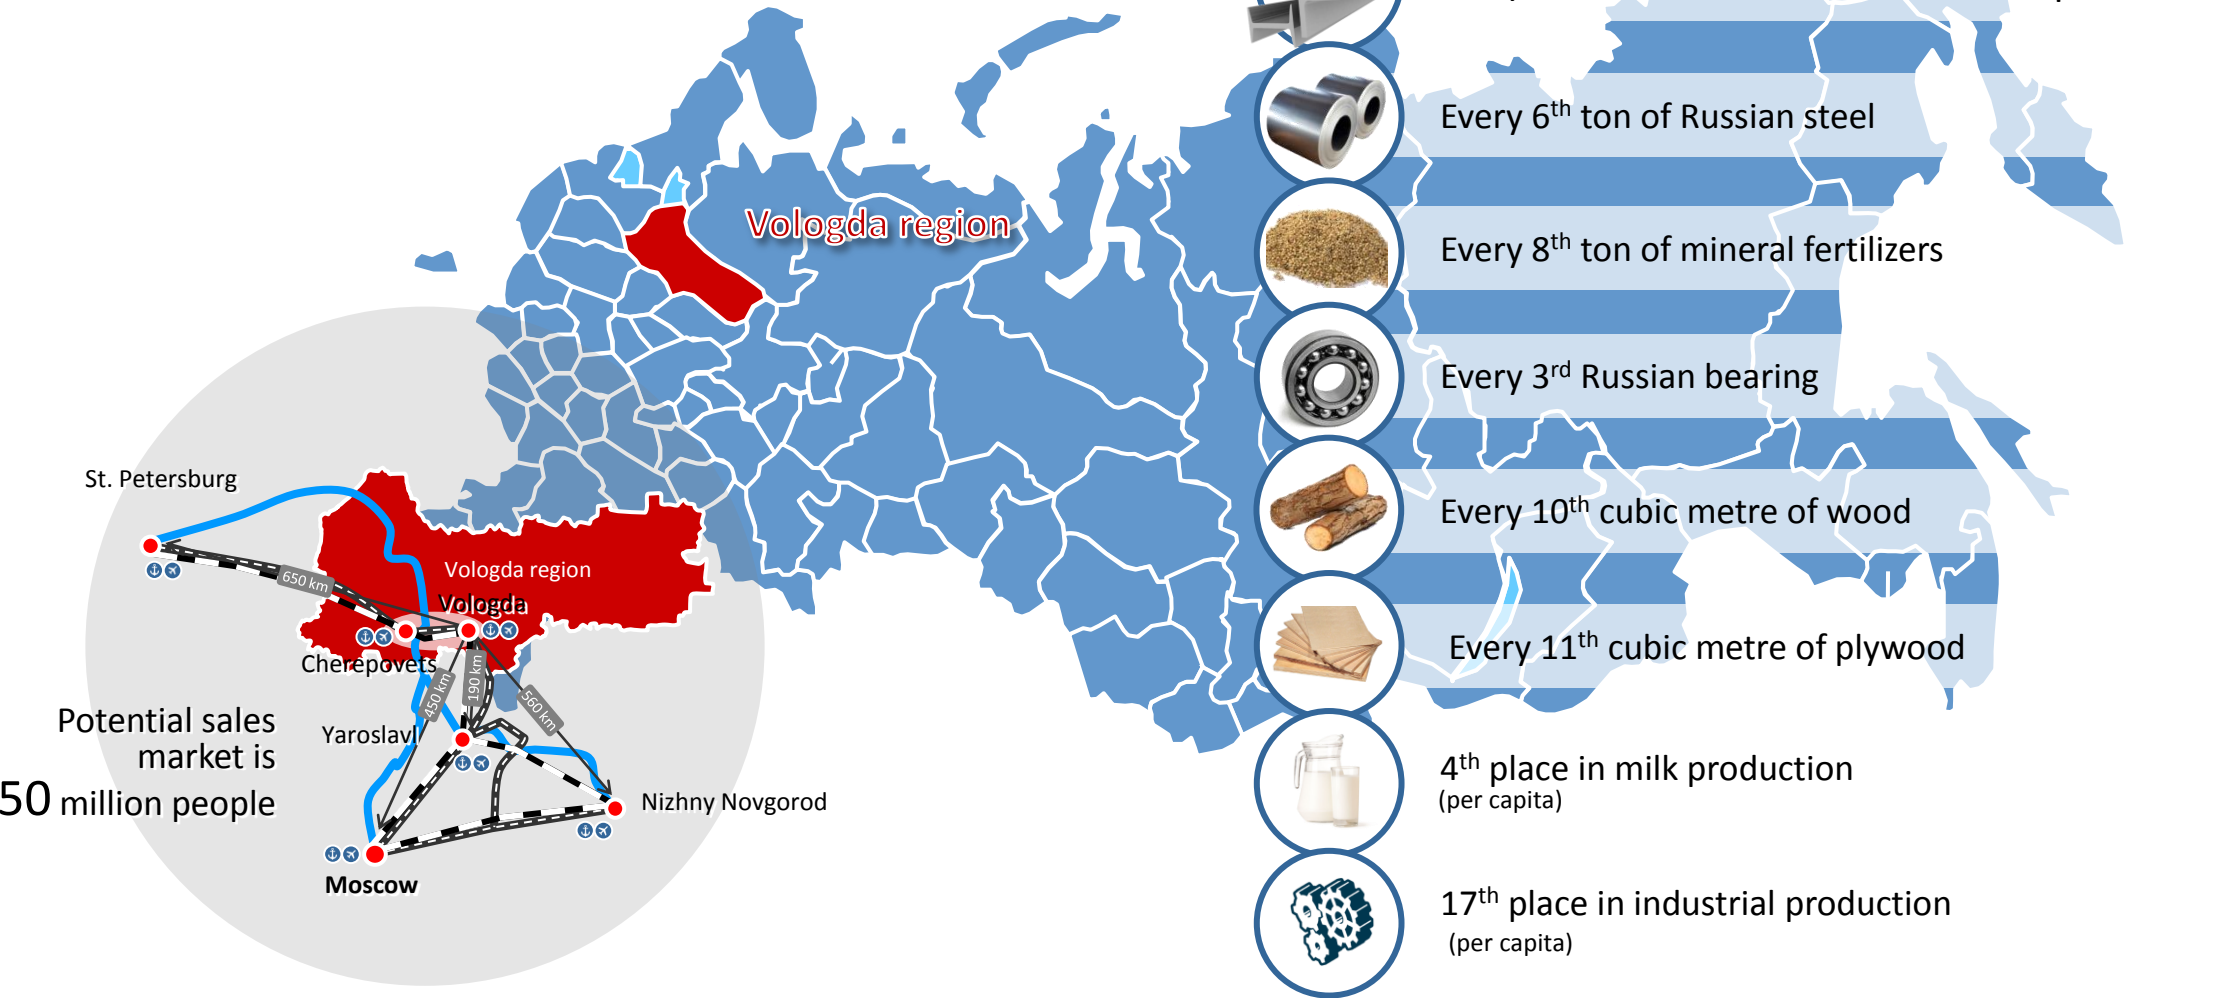 Every 6th ton of Russian steel
Vologda region
Every 8th ton of mineral fertilizers
Every 3rd Russian bearing
St. Petersburg
Every 10th cubic metre of wood
650 km
Vologda region
Vologda
Cherepovets
Every 11th cubic metre of plywood
450 km
190 km
560 km
Potential sales
market is
50 million people
Yaroslavl
Nizhny Novgorod
Moscow
4th place in milk production
(per capita)
17th place in industrial production
(per capita)